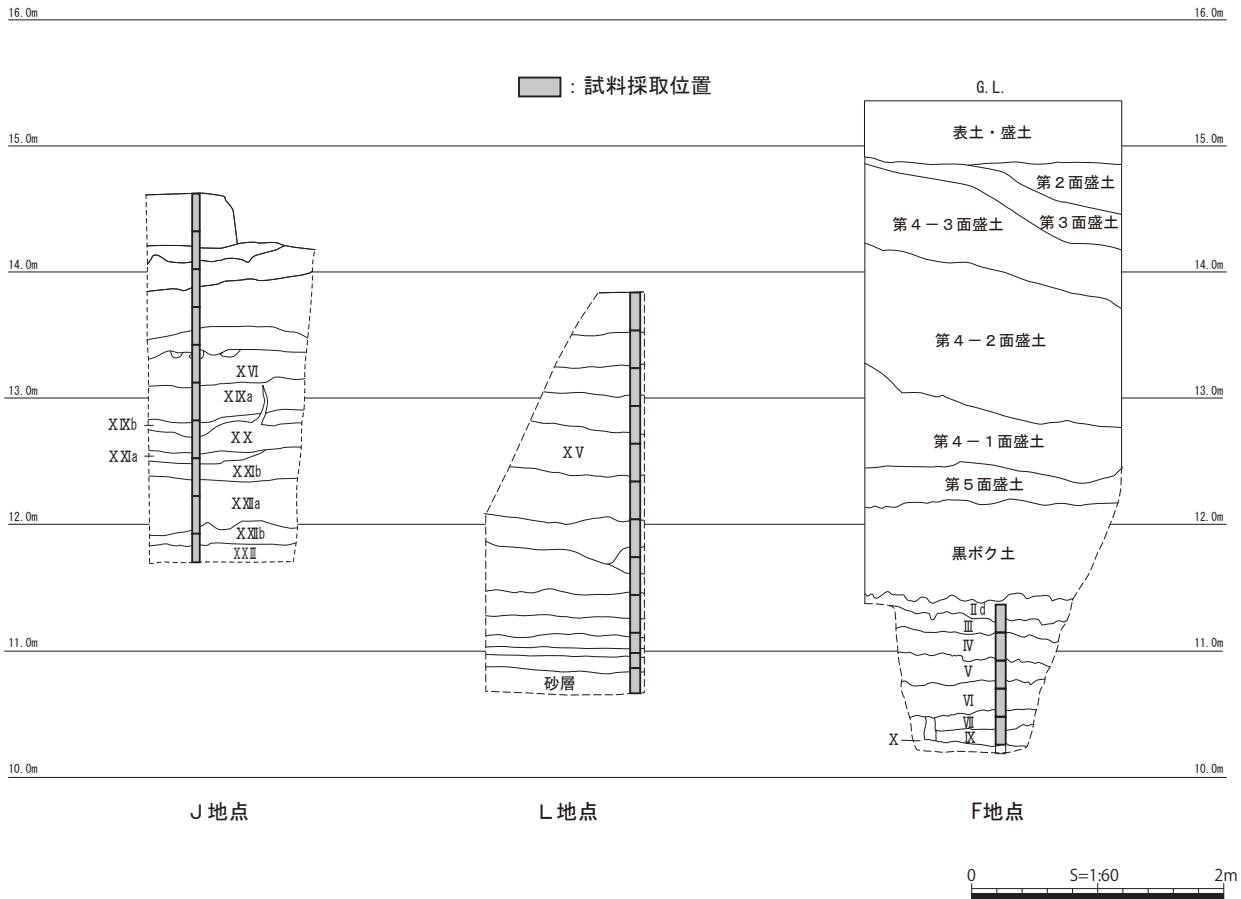 16.0m 16.0m
：試料採取位置
G.L.
15.0m 15.0m
表土・盛土
第２面盛土
第３面盛土
第４－３面盛土
14.0m 14.0m
第４－２面盛土
13.0m 13.0m
ⅩⅥ
ⅩⅨa
ⅩⅨb
ⅩⅩ
ⅩⅪa
ⅩⅪb
ⅩⅫa
ⅩⅫb
ⅩⅩⅢ
ⅩⅤ
第４－１面盛土
第５面盛土
12.0m 12.0m
黒ボク土
Ⅱd
Ⅲ
Ⅳ
11.0m 11.0m
Ⅴ
Ⅵ
Ⅶ
Ⅸ
Ⅹ
砂層
10.0m 10.0m
J地点 L地点 F地点
0 S=1:60 2m